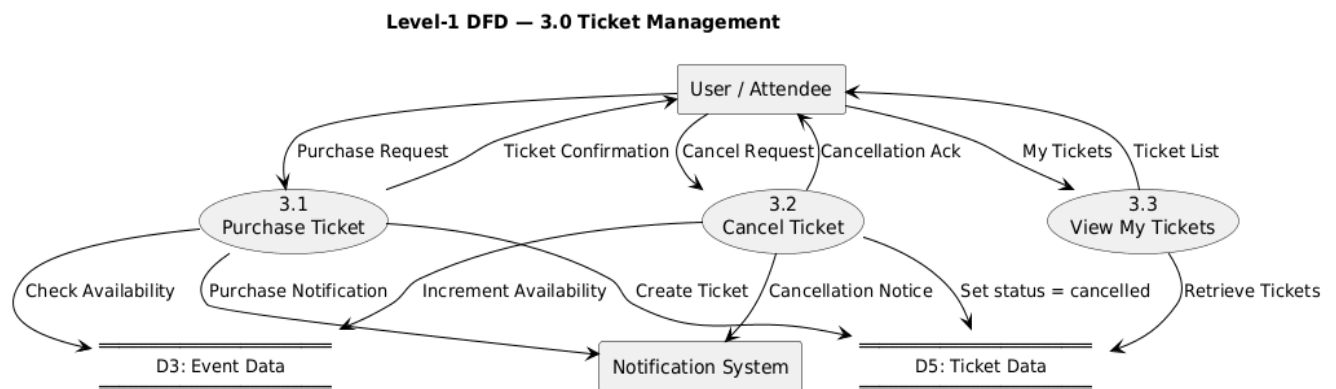 Level-1 DFD — 3.0 Ticket Management
User / Attendee
Purchase Request
Ticket Confirmation
Cancel Request
Cancellation Ack
My Tickets
Ticket List
3.1
Purchase Ticket
3.2
Cancel Ticket
3.3
View My Tickets
Check Availability
Purchase Notification
Increment Availability
Create Ticket
Cancellation Notice
Set status = cancelled
Retrieve Tickets
D3: Event Data
Notification System
D5: Ticket Data